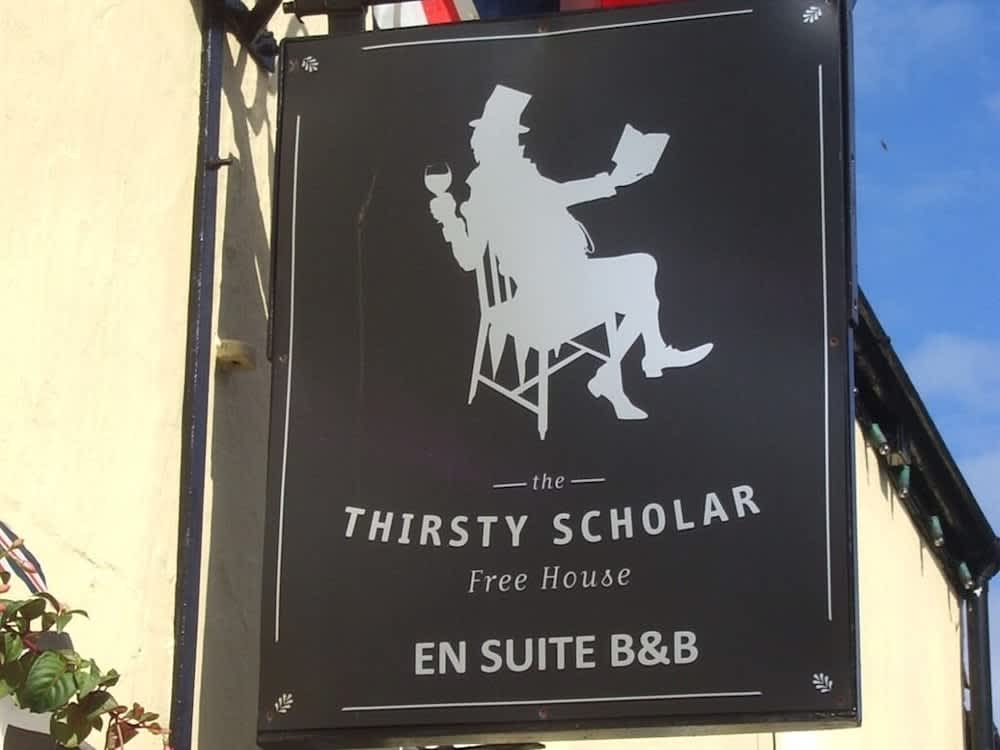 the
THIRSTY SCHOLAR
Free House
EN SUITE B&B